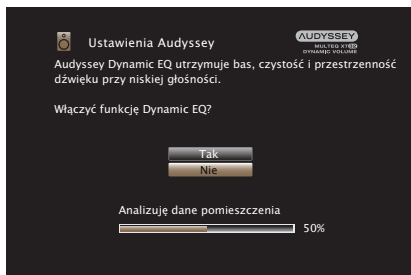 Ustawienia Audyssey
AUDYSSEY
MULTEQ XT32
DYNAMIC VOLUME
Audyssey Dynamic EQ utrzymuje bas, czystość i przestrzenność
dźwięku przy niskiej głośności.
Włączyć funkcję Dynamic EQ?
Tak
Nie
Analizuję dane pomieszczenia
50%